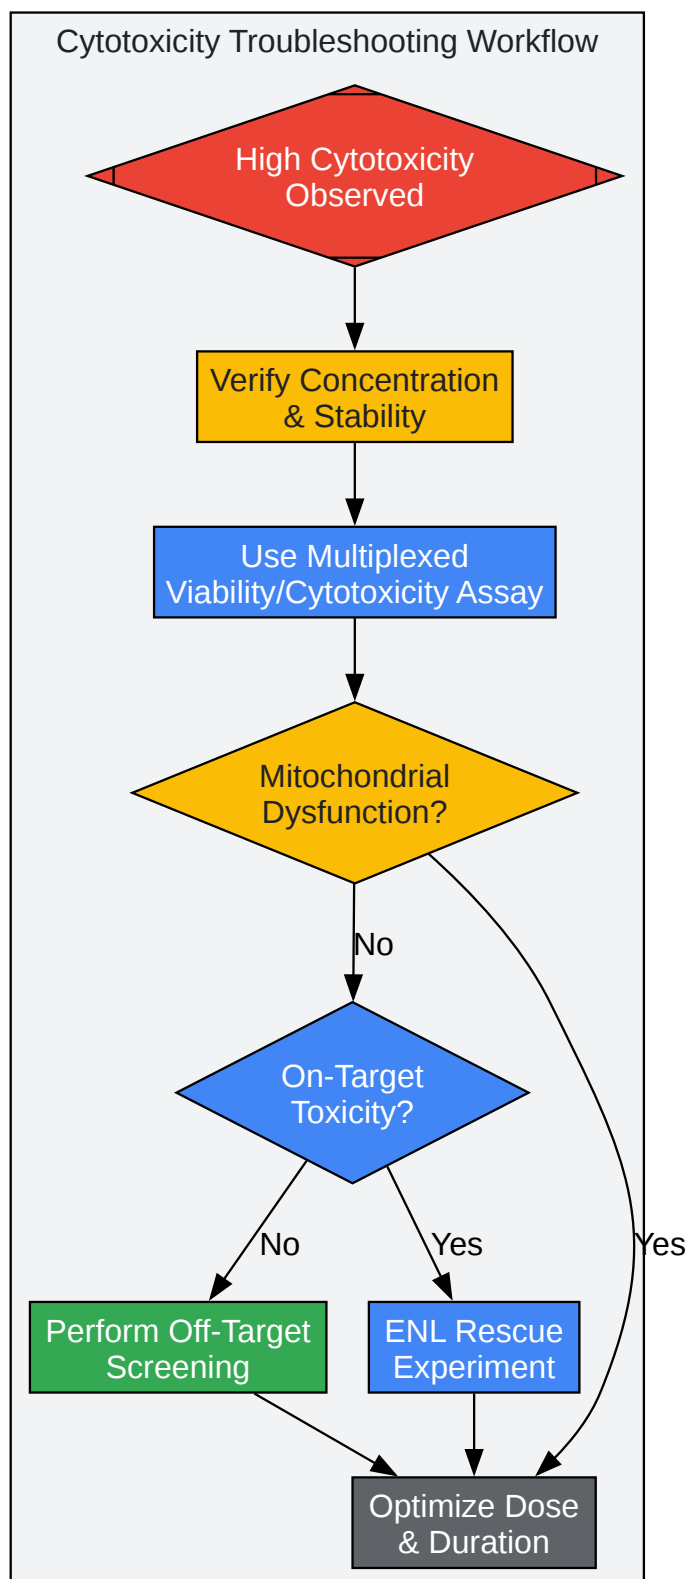 Cytotoxicity Troubleshooting Workflow
High Cytotoxicity
Observed
Verify Concentration
& Stability
Use Multiplexed
Viability/Cytotoxicity Assay
Mitochondrial
Dysfunction?
No
On-Target
Toxicity?
No
Yes
Yes
Perform Off-Target
Screening
ENL Rescue
Experiment
Optimize Dose
& Duration